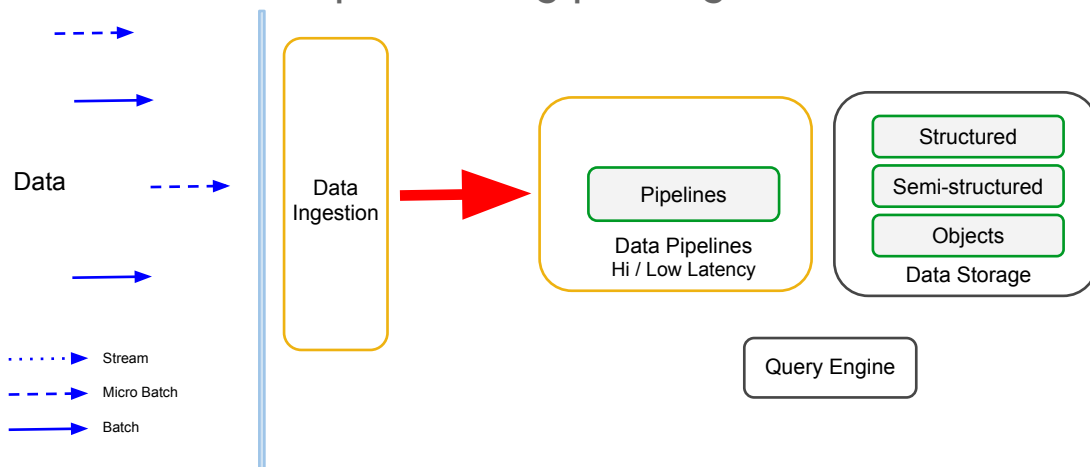 Data
Stream
Micro Batch
Batch
Data
Ingestion
Pipelines
Data Pipelines
Hi / Low Latency
Structured
Semi-structured
Objects
Data Storage
Query Engine